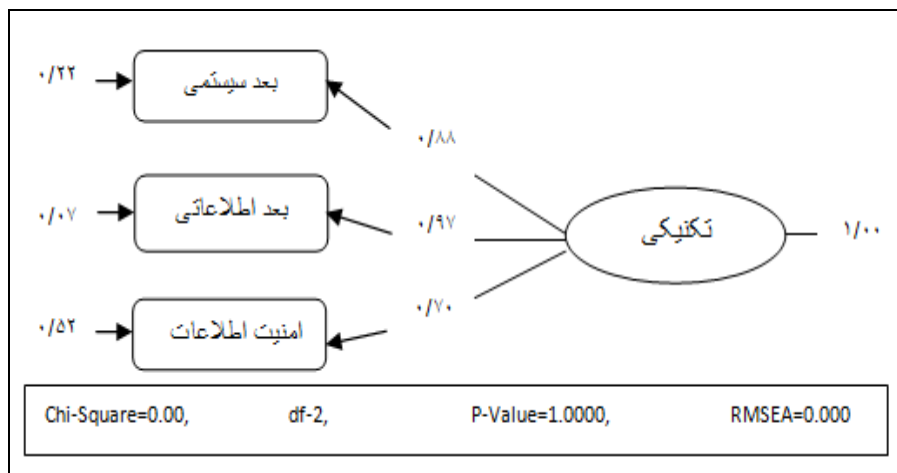 ۰/۲۲
بعد سیستمی
۰/۸۸
۰/۰۷
بعد اطلاعاتی
۰/۹۷
تکنیکی
۱/۰۰
۰/۵۲
امنیت اطلاعات
۰/۷۰
Chi-Square=0.00, df-2, P-Value=1.0000, RMSEA=0.000